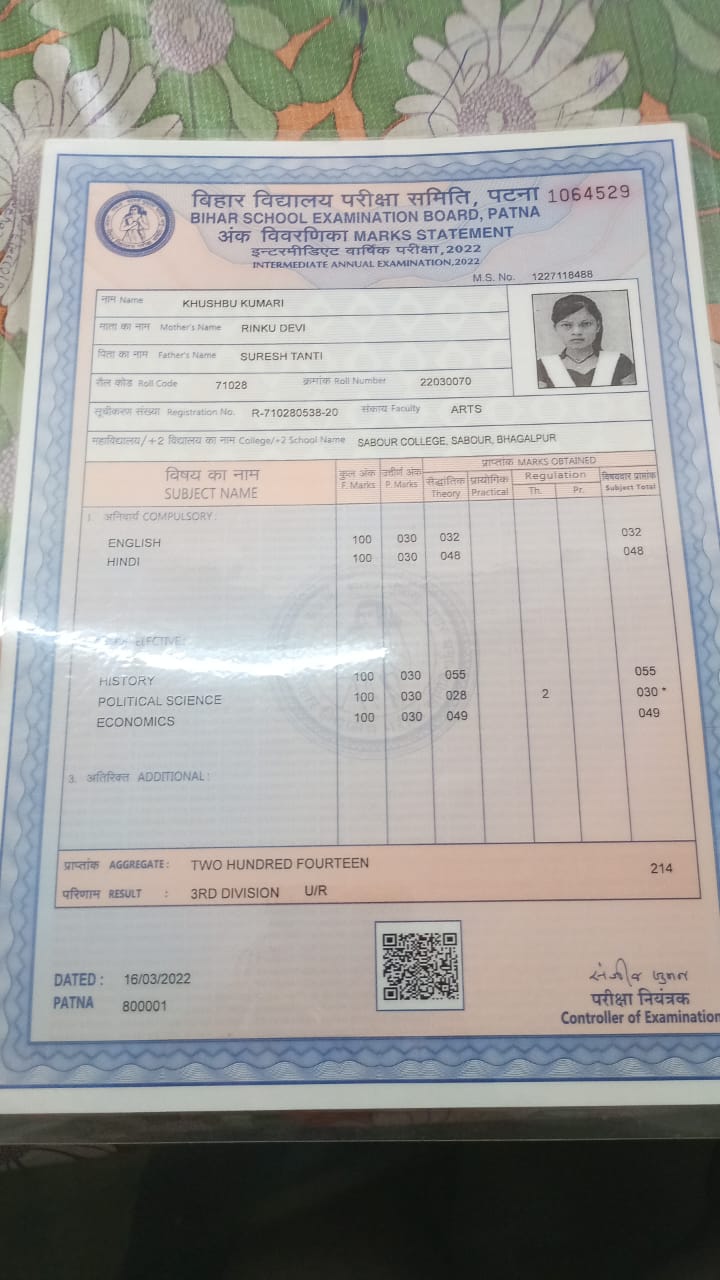 बिहार विद्यालय परीक्षा समिति, पटना 1064529
BIHAR SCHOOL EXAMINATION BOARD, PATNA
अंक विवरणिका MARKS STATEMENT
इन्टरमीडिएट वार्षिक परीक्षा,2022
INTERMEDIATE ANNUAL EXAMINATION,2022
M.S. No. 1227118488
नाम Name KHUSHBU KUMARI
माता का नाम Mother's Name RINKU DEVI
पिता का नाम Father's Name SURESH TANTI
रौल कोड Roll Code 71028 क्रमांक Roll Number 22030070
सूचीकरण संख्या Registration No. R-710280538-20 संकाय Faculty ARTS
महाविद्यालय/+2 विद्यालय का नाम College/+2 School Name SABOUR COLLEGE, SABOUR, BHAGALPUR
विषय का नाम कुल अंक उत्तीर्ण अंक प्राप्तांक MARKS OBTAINED
SUBJECT NAME F. Marks P. Marks सैद्धांतिक Theory प्रायोगिक Practical Regulation Th. Pr. विषयवार प्राप्तांक Subject Total
1. अनिवार्य COMPULSORY:
ENGLISH 100 030 032 032
HINDI 100 030 048 048
ELECTIVE:
HISTORY 100 030 055 055
POLITICAL SCIENCE 100 030 028 2 030 *
ECONOMICS 100 030 049 049
3. अतिरिक्त ADDITIONAL:
प्राप्तांक AGGREGATE: TWO HUNDRED FOURTEEN 214
परिणाम RESULT : 3RD DIVISION U/R
DATED : 16/03/2022
PATNA 800001
परीक्षा नियंत्रक
Controller of Examination